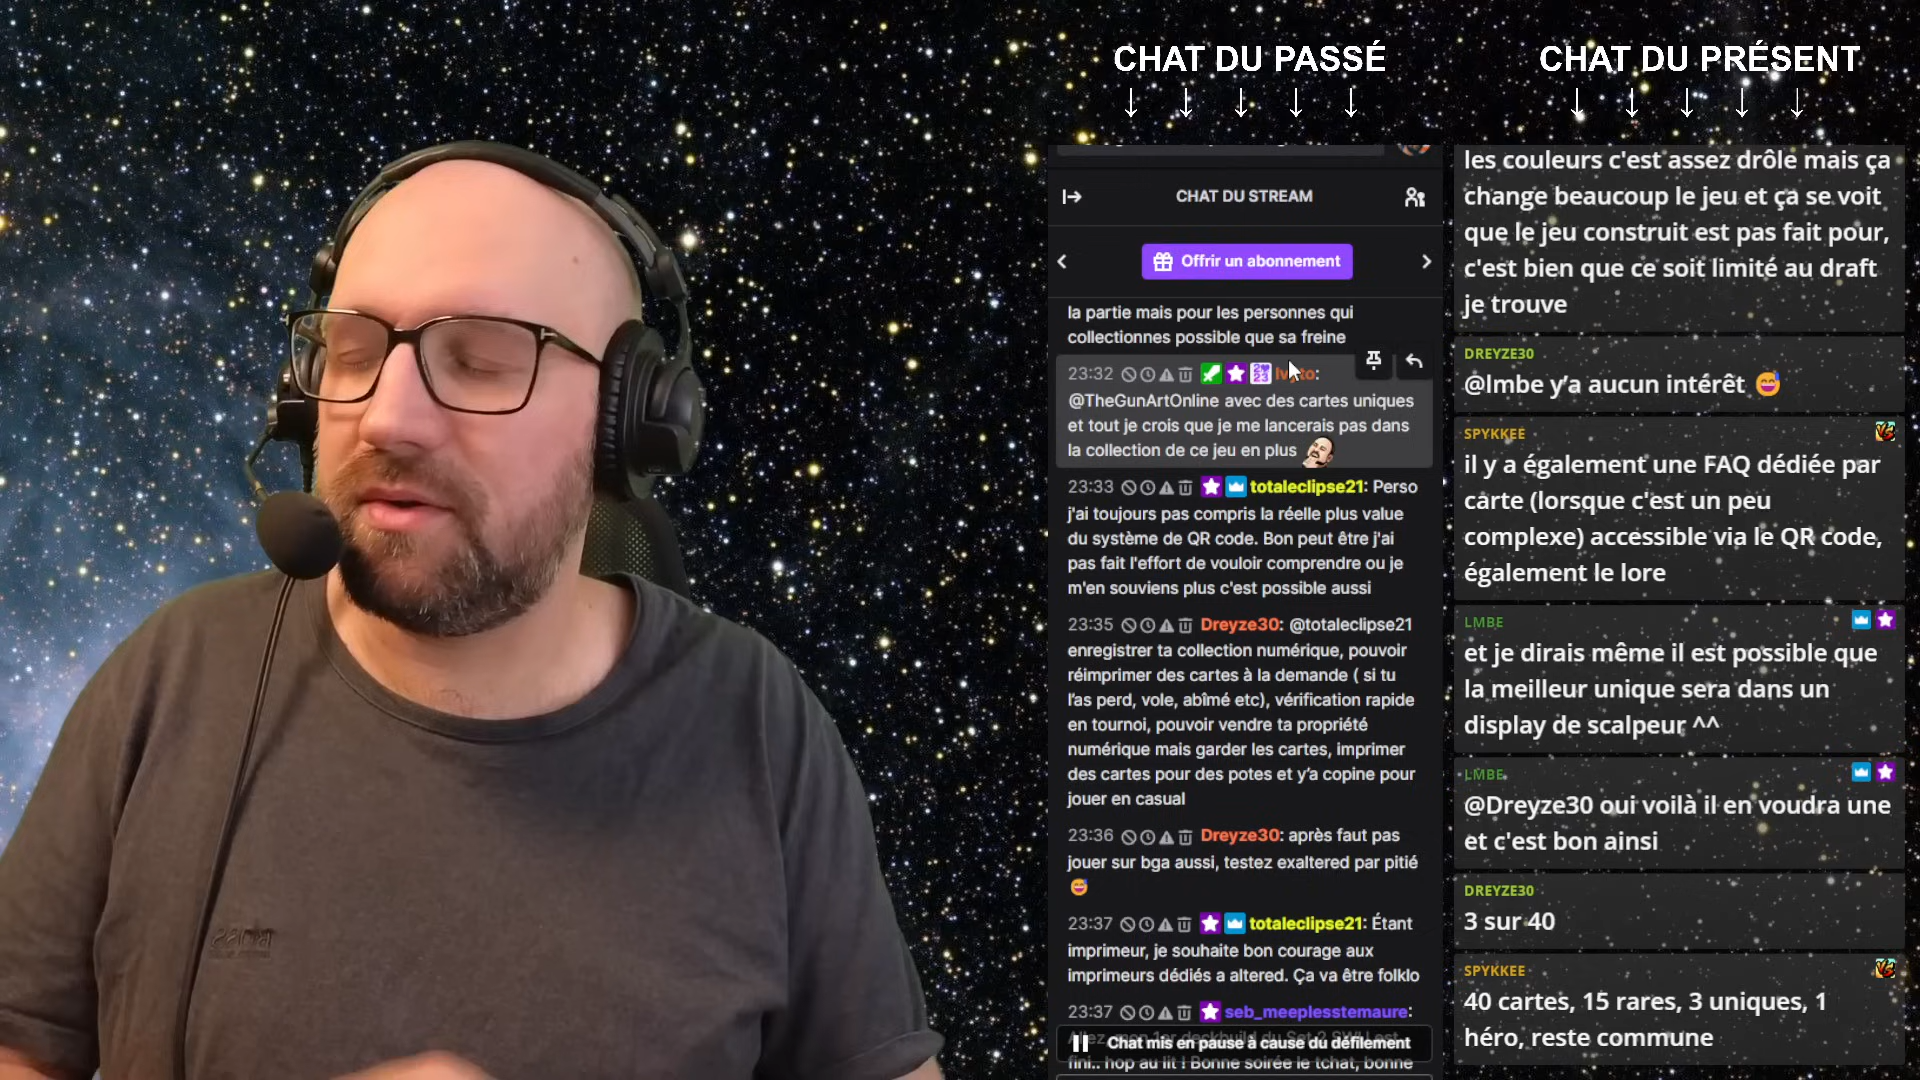 CHAT DU PASSÉ
↓ ↓ ↓ ↓ ↓
CHAT DU STREAM
Offrir un abonnement
la partie mais pour les personnes qui
collectionnes possible que sa freine
23:32
@TheGunArtOnline avec des cartes uniques
et tout je crois que je me lancerais pas dans
la collection de ce jeu en plus
23:33 totaleclipse21: Perso
j'ai toujours pas compris la réelle plus value
du système de QR code. Bon peut être j'ai
pas fait l'effort de vouloir comprendre ou je
m'en souviens plus c'est possible aussi
23:35 Dreyze30: @totaleclipse21
enregistrer ta collection numérique, pouvoir
réimprimer des cartes à la demande ( si tu
l'as perd, vole, abîmé etc), vérification rapide
en tournoi, pouvoir vendre ta propriété
numérique mais garder les cartes, imprimer
des cartes pour des potes et y'a copine pour
jouer en casual
23:36 Dreyze30: après faut pas
jouer sur bga aussi, testez exaltered par pitié
😅
23:37 totaleclipse21: Étant
imprimeur, je souhaite bon courage aux
imprimeurs dédiés a altered. Ça va être folklo
23:37 seb_meeplesstemaure:
Chat mis en pause à cause du défilement
fini.. hop au lit ! Bonne soirée le tchat, bonne
CHAT DU PRÉSENT
↓ ↓ ↓ ↓ ↓
les couleurs c'est assez drôle mais ça
change beaucoup le jeu et ça se voit
que le jeu construit est pas fait pour,
c'est bien que ce soit limité au draft
je trouve
DREYZE30
@lmbe y'a aucun intérêt 😅
SPYKKEE
il y a également une FAQ dédiée par
carte (lorsque c'est un peu
complexe) accessible via le QR code,
également le lore
LMBE
et je dirais même il est possible que
la meilleur unique sera dans un
display de scalpeur ^^
LMBE
@Dreyze30 oui voilà il en voudra une
et c'est bon ainsi
DREYZE30
3 sur 40
SPYKKEE
40 cartes, 15 rares, 3 uniques, 1
héro, reste commune